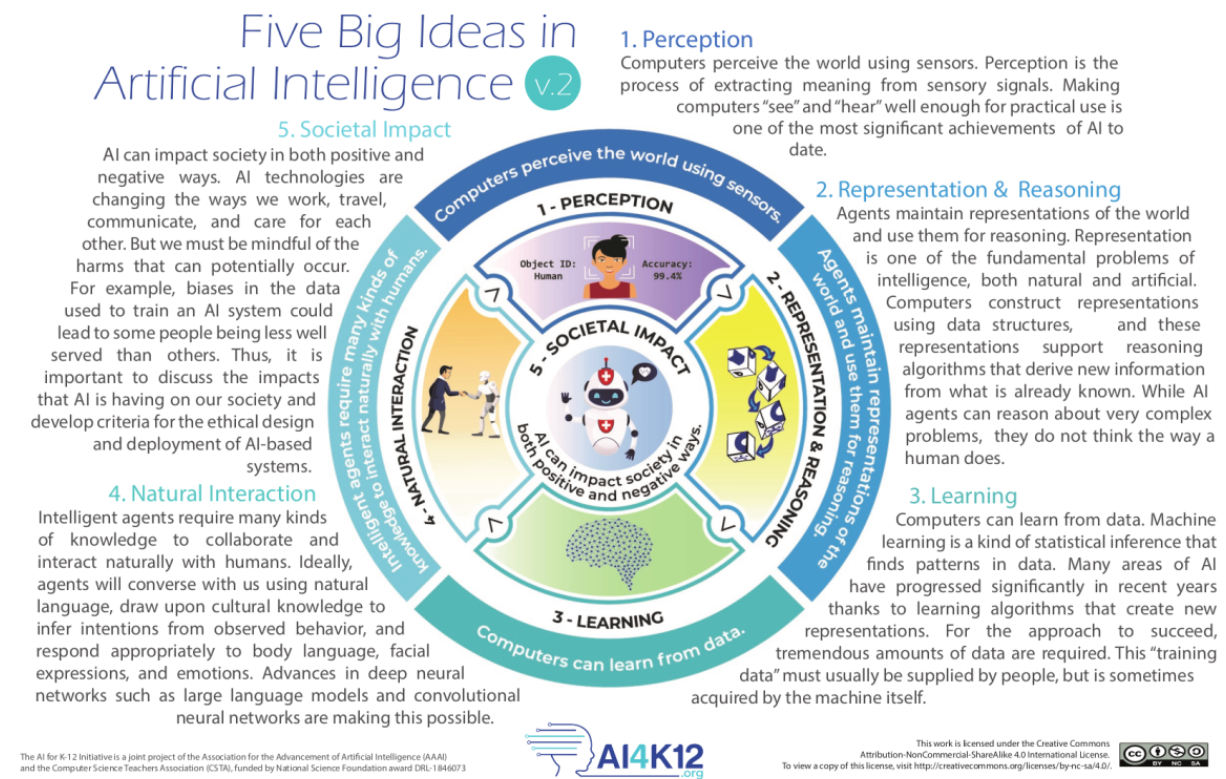 Five Big Ideas in
Artificial Intelligence v.2
1. Perception
Computers perceive the world using sensors. Perception is the
process of extracting meaning from sensory signals. Making
computers “see” and “hear” well enough for practical use is
one of the most significant achievements of AI to
date.
2. Representation & Reasoning
Agents maintain representations of the world
and use them for reasoning. Representation
is one of the fundamental problems of
intelligence, both natural and artificial.
Computers construct representations
using data structures, and these
representations support reasoning
algorithms that derive new information
from what is already known. While AI
agents can reason about very complex
problems, they do not think the way a
human does.
3. Learning
Computers can learn from data. Machine
learning is a kind of statistical inference that
finds patterns in data. Many areas of AI
have progressed significantly in recent years
thanks to learning algorithms that create new
representations. For the approach to succeed,
tremendous amounts of data are required. This “training
data” must usually be supplied by people, but is sometimes
acquired by the machine itself.
4. Natural Interaction
Intelligent agents require many kinds
of knowledge to collaborate and
interact naturally with humans. Ideally,
agents will converse with us using natural
language, draw upon cultural knowledge to
infer intentions from observed behavior, and
respond appropriately to body language, facial
expressions, and emotions. Advances in deep neural
networks such as large language models and convolutional
neural networks are making this possible.
5. Societal Impact
AI can impact society in both positive and
negative ways. AI technologies are
changing the ways we work, travel,
communicate, and care for each
other. But we must be mindful of the
harms that can potentially occur.
For example, biases in the data
used to train an AI system could
lead to some people being less well
served than others. Thus, it is
important to discuss the impacts
that AI is having on our society and
develop criteria for the ethical design
and deployment of AI-based
systems.
Computers perceive the world using sensors.
1 - PERCEPTION
Object ID:
Human
Accuracy:
99.4%
Agents maintain representations of the
world and use them for reasoning.
2 - REPRESENTATION & REASONING
3 - LEARNING
Computers can learn from data.
Intelligent agents require many kinds of
knowledge to interact naturally with humans.
4 - NATURAL INTERACTION
5 - SOCIETAL IMPACT
AI can impact society in
both positive and negative ways.
The AI for K-12 Initiative is a joint project of the Association for the Advancement of Artificial Intelligence (AAAI)
and the Computer Science Teachers Association (CSTA), funded by National Science Foundation award DRL-1846073
AI4K12
.org
This work is licensed under the Creative Commons
Attribution-NonCommercial-ShareAlike 4.0 International License.
To view a copy of this license, visit http://creativecommons.org/licenses/by-nc-sa/4.0/.
CC
BY NC SA